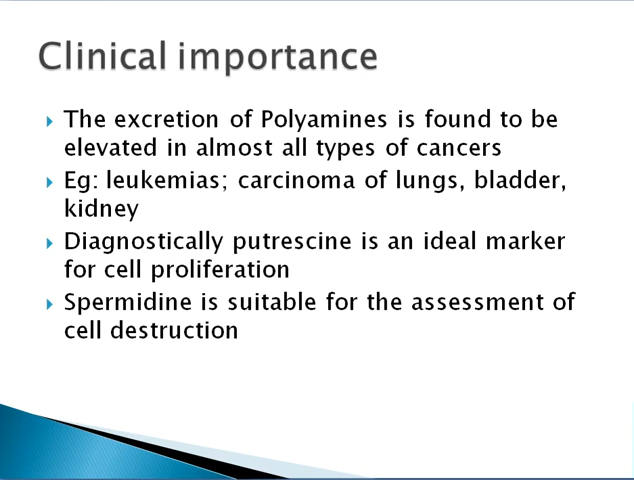 Clinical importance
The excretion of Polyamines is found to be
elevated in almost all types of cancers
Eg: leukemias; carcinoma of lungs, bladder,
kidney
Diagnostically putrescine is an ideal marker
for cell proliferation
Spermidine is suitable for the assessment of
cell destruction